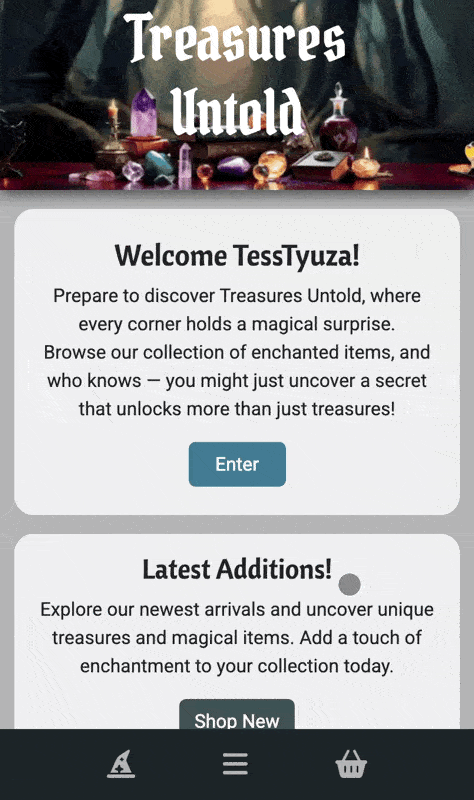 Treasures
Untold
Welcome TessTyuza!
Prepare to discover Treasures Untold, where
every corner holds a magical surprise.
Browse our collection of enchanted items, and
who knows — you might just uncover a secret
that unlocks more than just treasures!
Enter
Latest Additions!
Explore our newest arrivals and uncover unique
treasures and magical items. Add a touch of
enchantment to your collection today.
Shop New